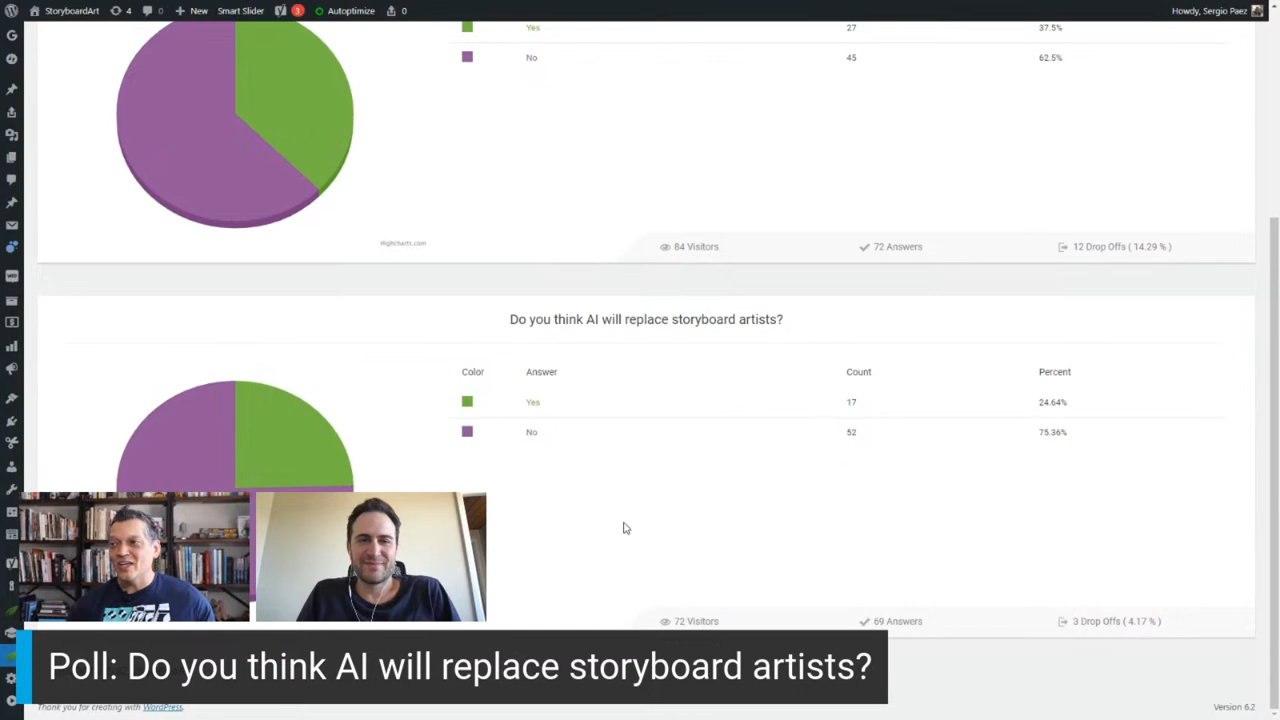 StoryboardArt 4 0 New Smart Slider 3 Autoptimize 0 Howdy, Sergio Paez
Yes 27 37.5%
No 45 62.5%
Highcharts.com
84 Visitors 72 Answers 12 Drop Offs ( 14.29 % )
Do you think AI will replace storyboard artists?
Color Answer Count Percent
Yes 17 24.64%
No 52 75.36%
72 Visitors 69 Answers 3 Drop Offs ( 4.17 % )
Poll: Do you think AI will replace storyboard artists?
Thank you for creating with WordPress. Version 6.2